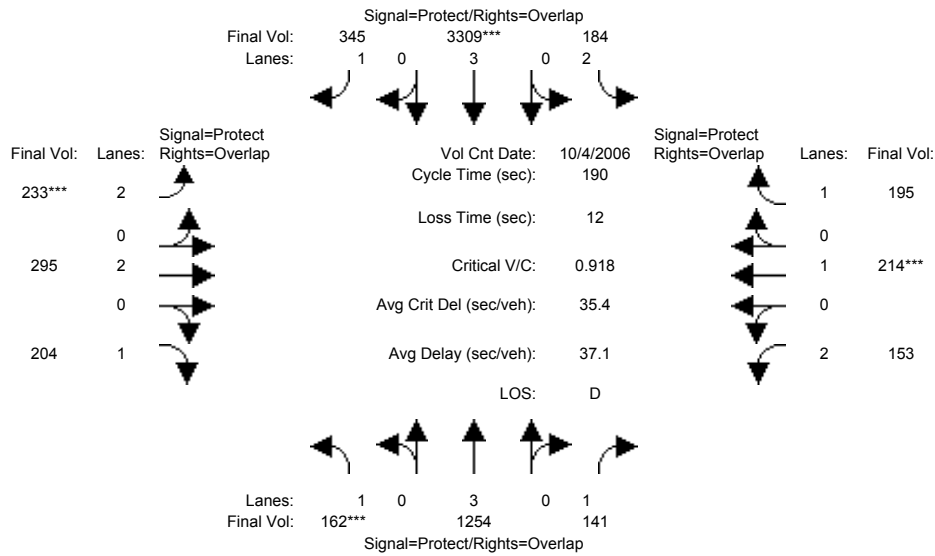 Signal=Protect/Rights=Overlap
Final Vol: 345 3309*** 184
Lanes: 1 0 3 0 2
Signal=Protect
Final Vol: Lanes: Rights=Overlap
Vol Cnt Date: 10/4/2006
Signal=Protect
Rights=Overlap Lanes: Final Vol:
Cycle Time (sec): 190
233*** 2
1 195
Loss Time (sec): 12
0
0
295 2
Critical V/C: 0.918
1 214***
0
Avg Crit Del (sec/veh): 35.4
0
204 1
Avg Delay (sec/veh): 37.1
2 153
LOS: D
Lanes: 1 0 3 0 1
Final Vol: 162*** 1254 141
Signal=Protect/Rights=Overlap